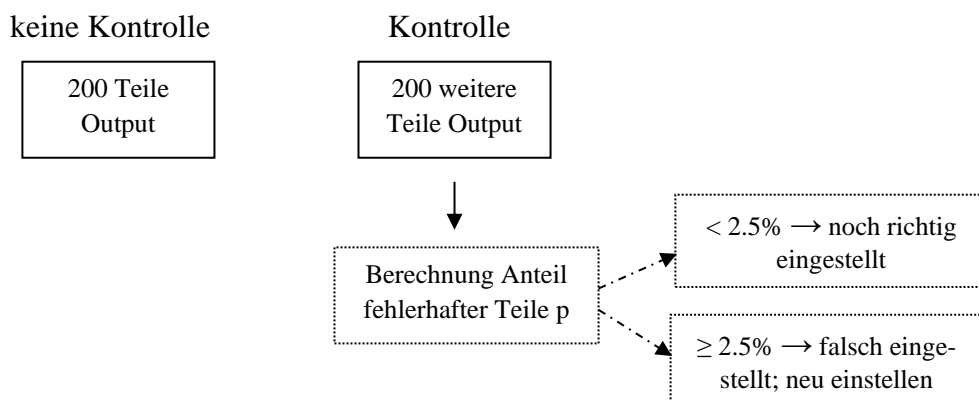 keine Kontrolle
Kontrolle
200 Teile
Output
200 weitere
Teile Output
< 2.5% → noch richtig
eingestellt
Berechnung Anteil
fehlerhafter Teile p
≥ 2.5% → falsch einge-
stellt; neu einstellen